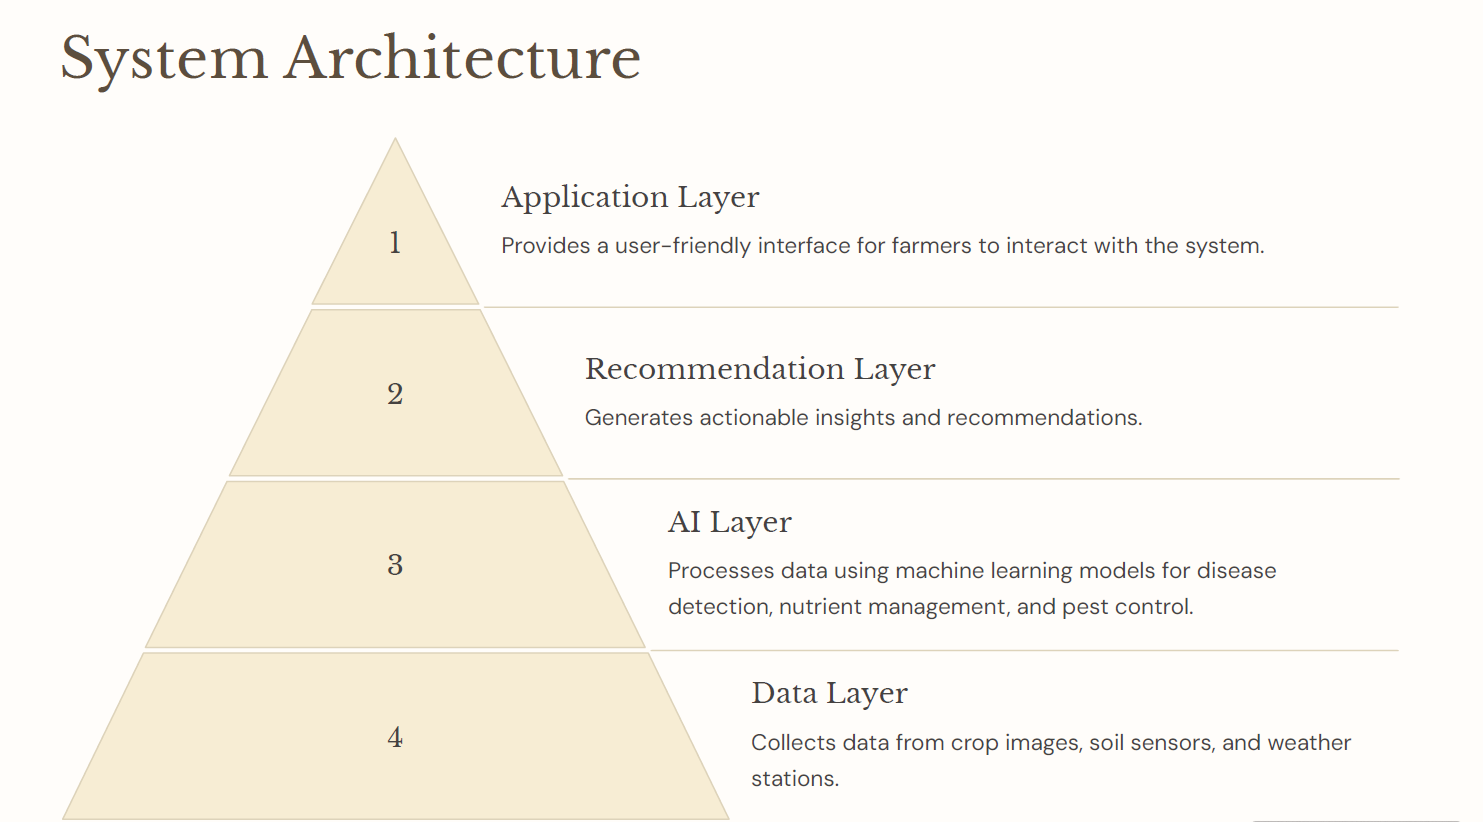 System Architecture
1
Application Layer
Provides a user-friendly interface for farmers to interact with the system.
2
Recommendation Layer
Generates actionable insights and recommendations.
3
AI Layer
Processes data using machine learning models for disease
detection, nutrient management, and pest control.
4
Data Layer
Collects data from crop images, soil sensors, and weather
stations.